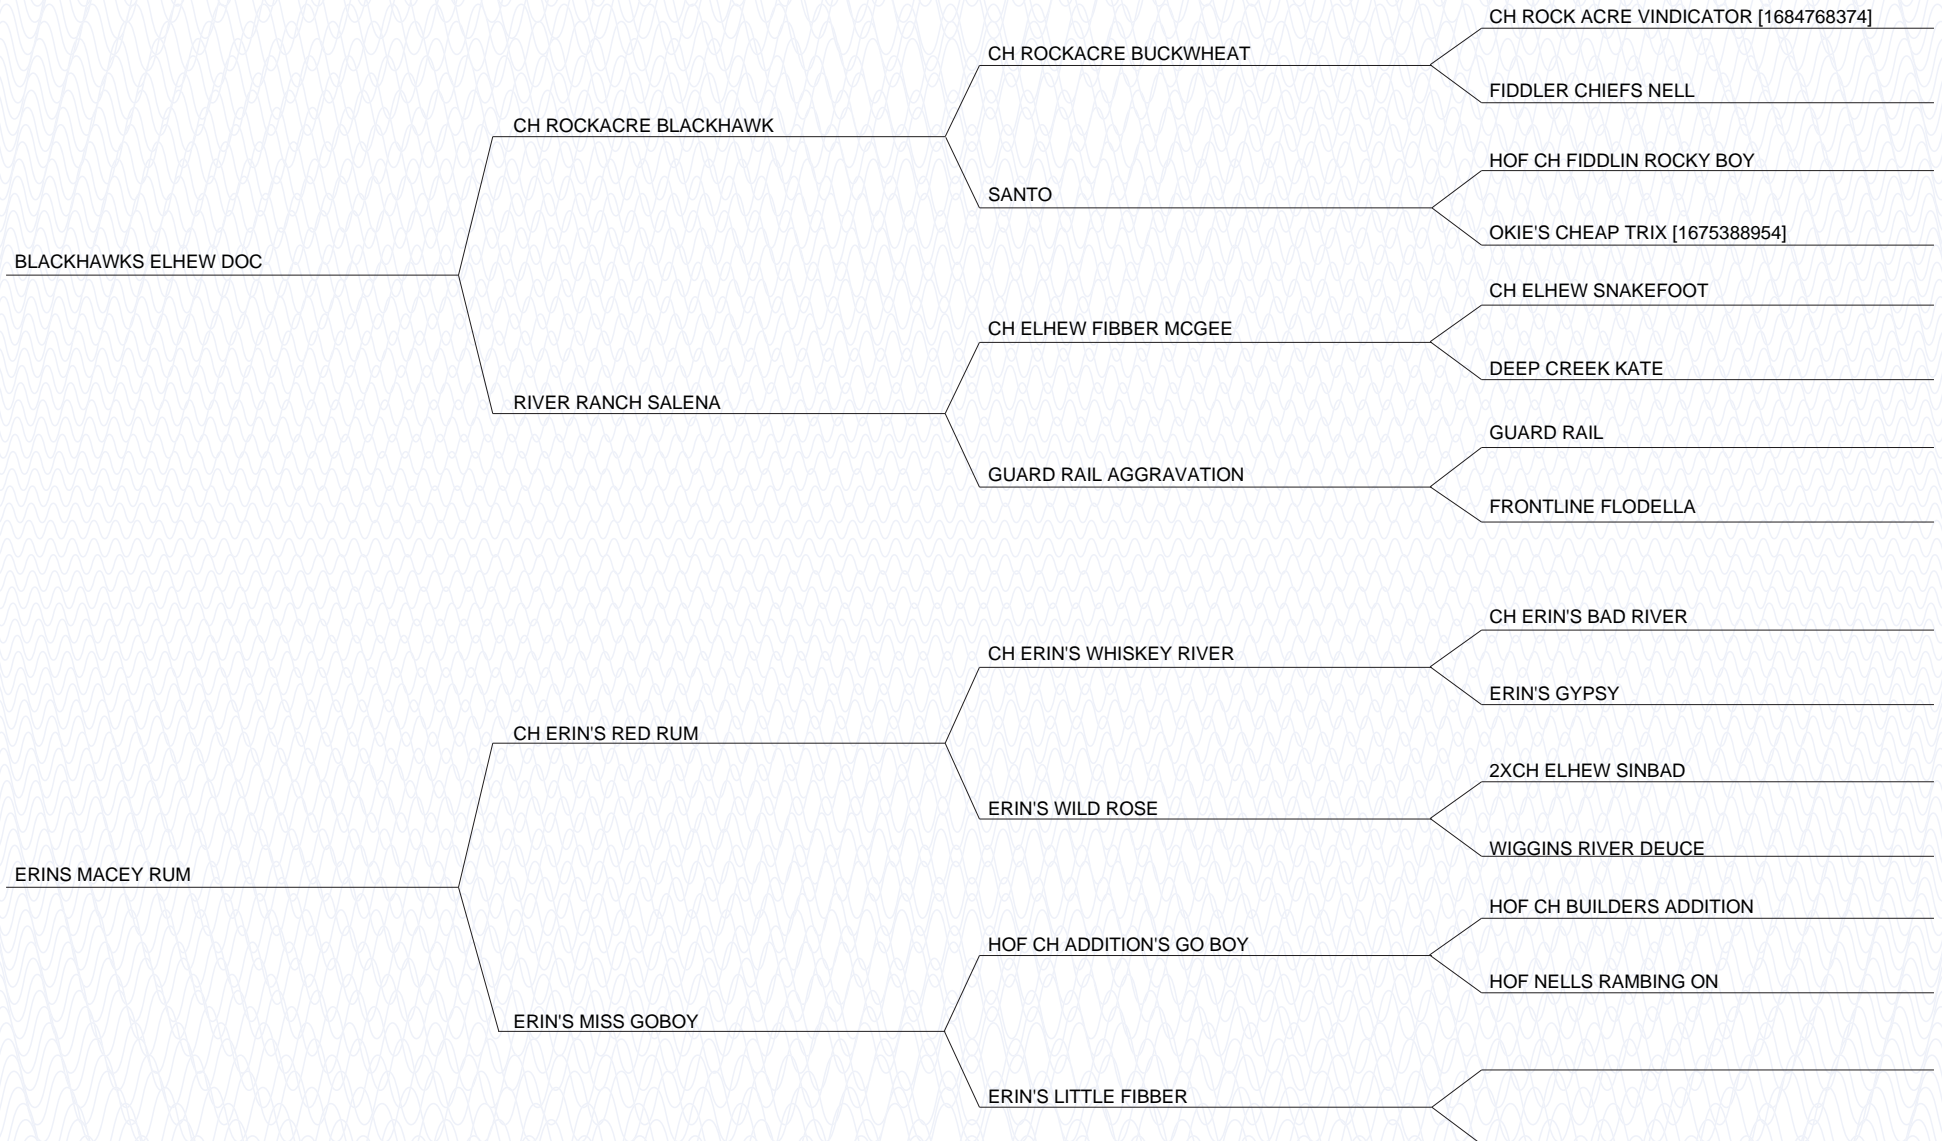 CH ROCK ACRE VINDICATOR [1684768374]
CH ROCKACRE BUCKWHEAT
FIDDLER CHIEFS NELL
CH ROCKACRE BLACKHAWK
HOF CH FIDDLIN ROCKY BOY
SANTO
OKIE'S CHEAP TRIX [1675388954]
BLACKHAWKS ELHEW DOC
CH ELHEW SNAKEFOOT
CH ELHEW FIBBER MCGEE
DEEP CREEK KATE
RIVER RANCH SALENA
GUARD RAIL
GUARD RAIL AGGRAVATION
FRONTLINE FLODELLA
CH ERIN'S BAD RIVER
CH ERIN'S WHISKEY RIVER
ERIN'S GYPSY
CH ERIN'S RED RUM
2XCH ELHEW SINBAD
ERIN'S WILD ROSE
WIGGINS RIVER DEUCE
ERINS MACEY RUM
HOF CH BUILDERS ADDITION
HOF CH ADDITION'S GO BOY
HOF NELLS RAMBING ON
ERIN'S MISS GOBOY
ERIN'S LITTLE FIBBER